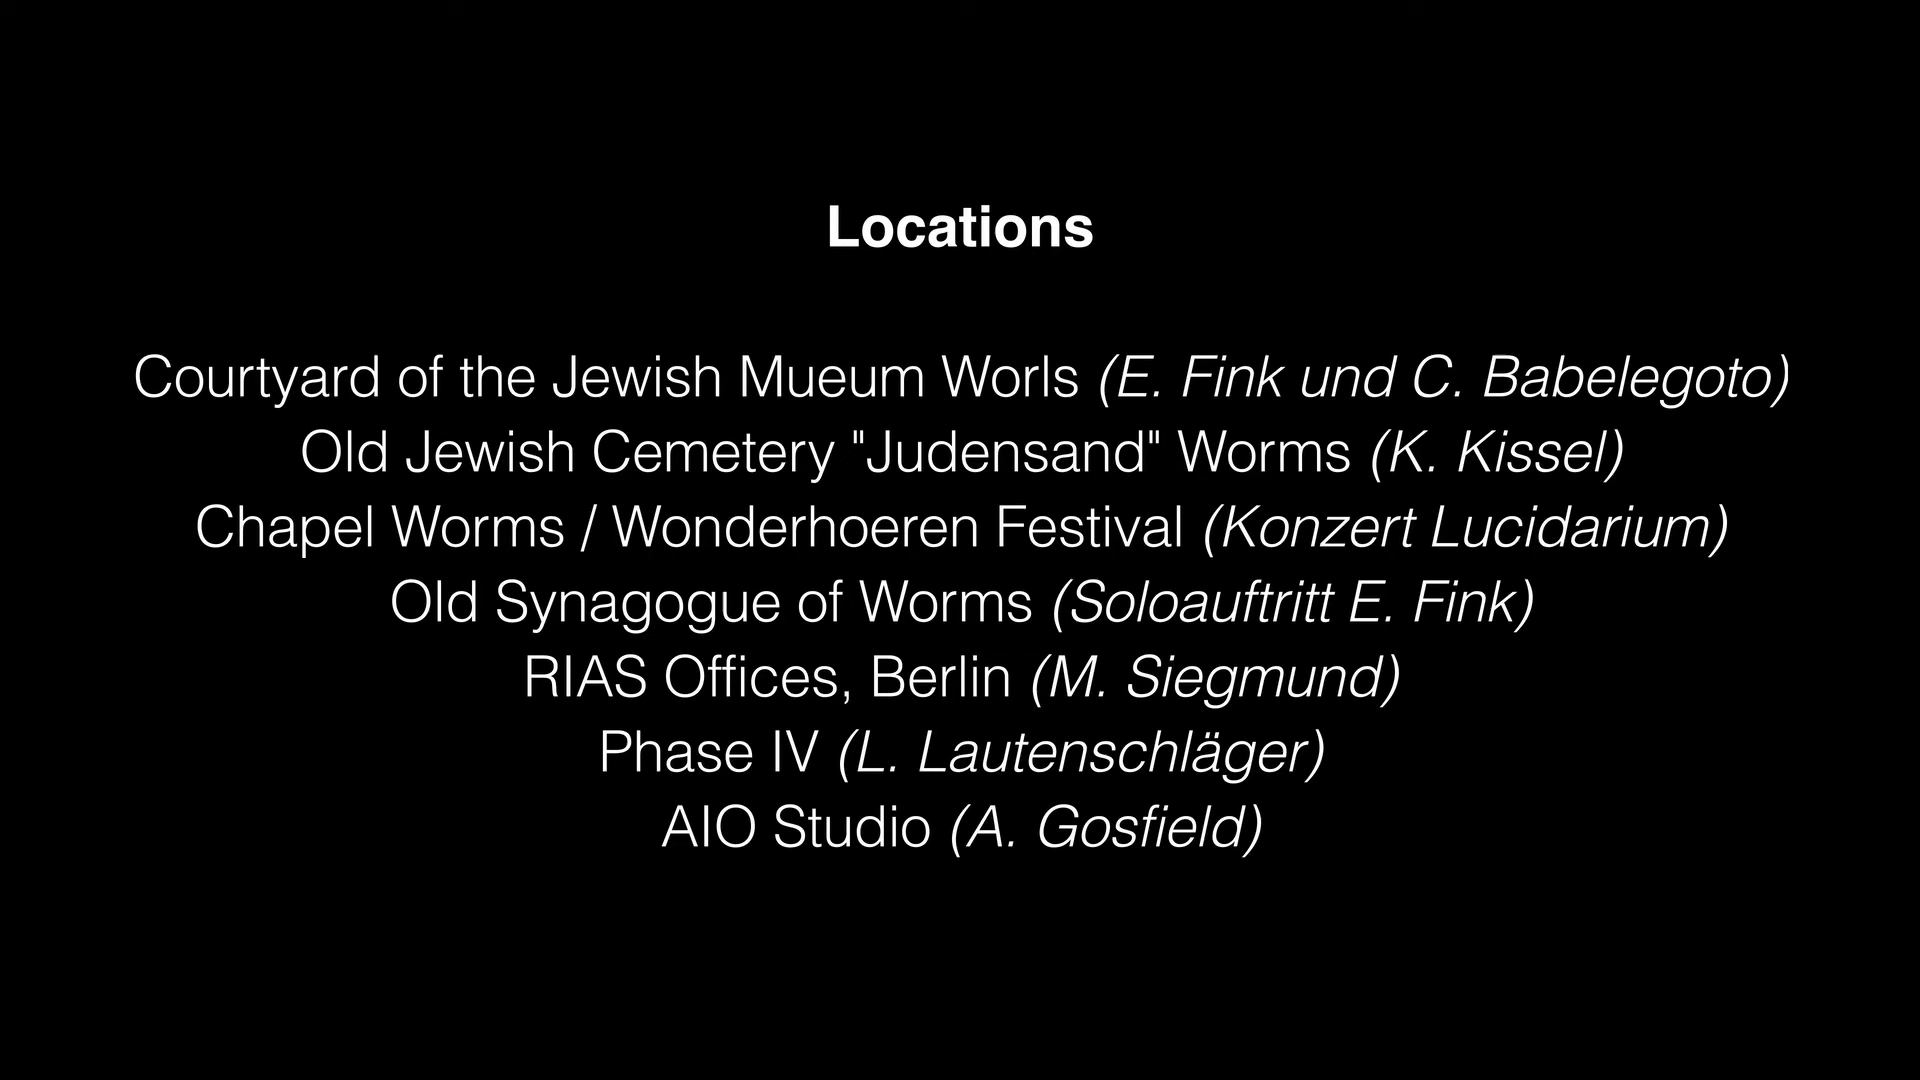 Locations
Courtyard of the Jewish Mueum Worls (E. Fink und C. Babelegoto)
Old Jewish Cemetery "Judensand" Worms (K. Kissel)
Chapel Worms / Wonderhoeren Festival (Konzert Lucidarium)
Old Synagogue of Worms (Soloauftritt E. Fink)
RIAS Offices, Berlin (M. Siegmund)
Phase IV (L. Lautenschläger)
AIO Studio (A. Gosfield)